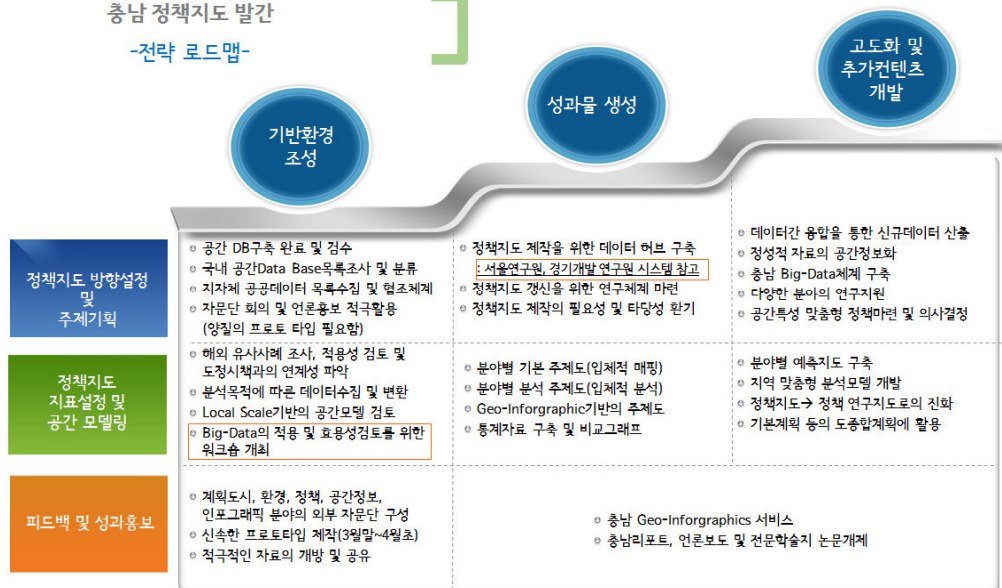 충남 정책지도 발간
-전략 로드맵-
기반환경
조성
성과물 생성
고도화 및
추가컨텐츠
개발
정책지도 방향설정
및
주제기획
공간 DB구축 완료 및 검수
국내 공간Data Base목록조사 및 분류
지자체 공공데이터 목록수집 및 협조체계
자문단 회의 및 언론홍보 적극활용
(양질의 프로토 타입 필요함)
정책지도 제작을 위한 데이터 허브 구축
: 서울연구원, 경기개발 연구원 시스템 참고
정책지도 갱신을 위한 연구체계 마련
정책지도 제작의 필요성 및 타당성 환기
데이터간 융합을 통한 신규데이터 산출
정성적 자료의 공간정보화
충남 Big-Data체계 구축
다양한 분야의 연구지원
공간특성 맞춤형 정책마련 및 의사결정
정책지도
지표설정 및
공간 모델링
해외 유사사례 조사, 적용성 검토 및
도정시책과의 연계성 파악
분석목적에 따른 데이터수집 및 변환
Local Scale기반의 공간모델 검토
Big-Data의 적용 및 효용성검토를 위한
워크숍 개최
분야별 기본 주제도(입체적 매핑)
분야별 분석 주제도(입체적 분석)
Geo-Inforgraphic기반의 주제도
통계자료 구축 및 비교그래프
분야별 예측지도 구축
지역 맞춤형 분석모델 개발
정책지도→ 정책 연구지도로의 진화
기본계획 등의 도종합계획에 활용
피드백 및 성과홍보
계획도시, 환경, 정책, 공간정보,
인포그래픽 분야의 외부 자문단 구성
신속한 프로토타입 제작(3월말~4월초)
적극적인 자료의 개방 및 공유
충남 Geo-Inforgraphics 서비스
충남리포트, 언론보도 및 전문학술지 논문개제